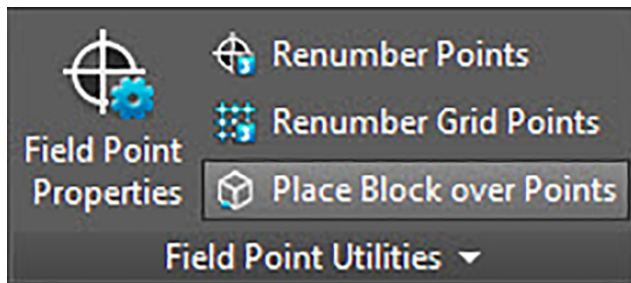 Field Point
Properties
Renumber Points
Renumber Grid Points
Place Block over Points
Field Point Utilities